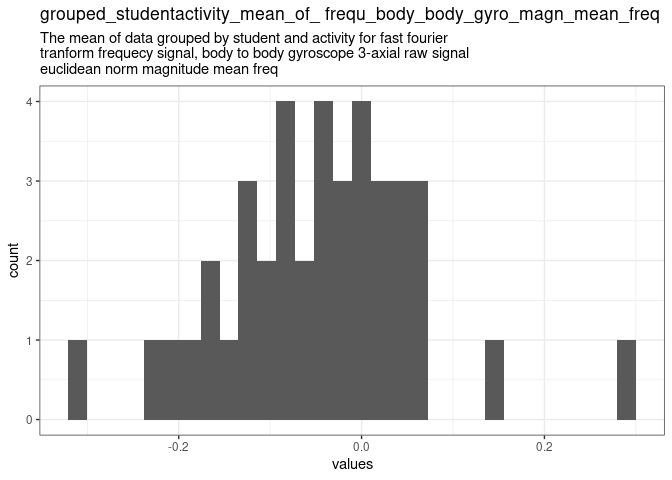 grouped_studentactivity_mean_of_ frequ_body_body_gyro_magn_mean_freq
The mean of data grouped by student and activity for fast fourier
tranform frequecy signal, body to body gyroscope 3-axial raw signal
euclidean norm magnitude mean freq
4
3
2
1
0
count
-0.2 0.0 0.2
values